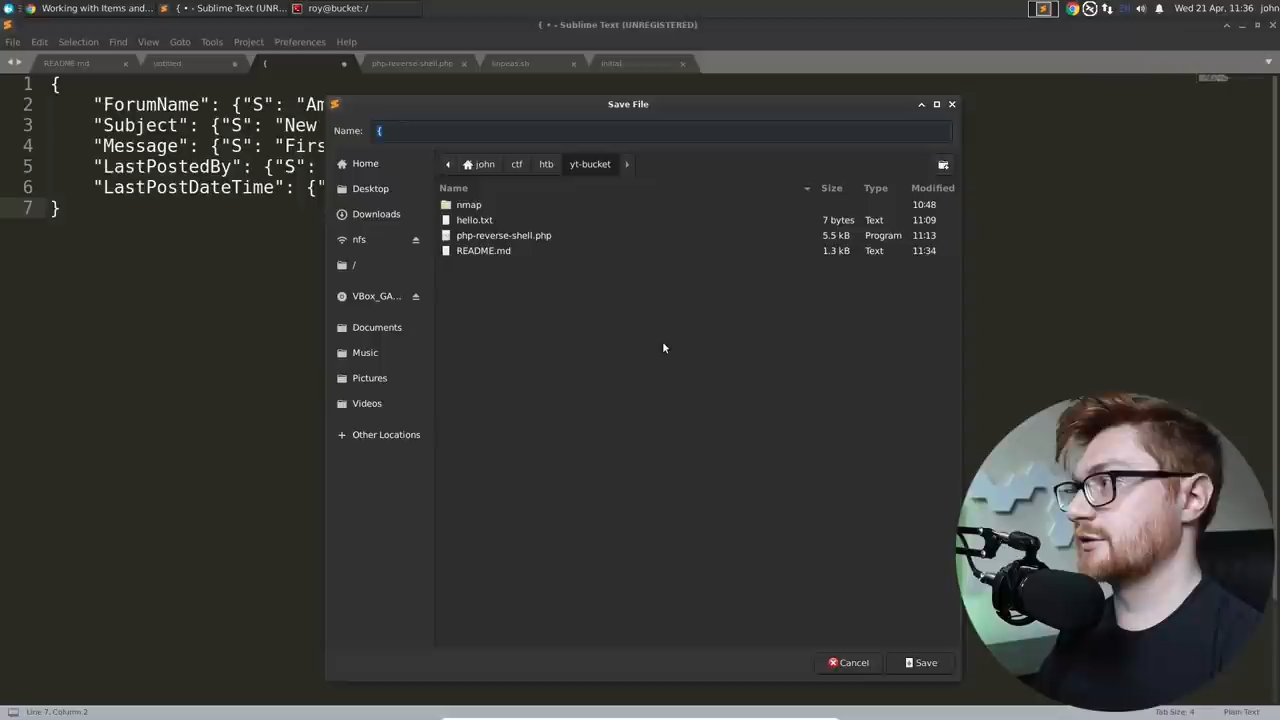 Working with Items and...
{ • - Sublime Text (UNR...
roy@bucket: /
Wed 21 Apr, 11:36
john
{ • - Sublime Text (UNREGISTERED)
File Edit Selection Find View Goto Tools Project Preferences Help
README.md
untitled
{
php-reverse-shell.php
linpeas.sh
initial
1 {
2 "ForumName": {"S": "Am
3 "Subject": {"S": "New
4 "Message": {"S": "Firs
5 "LastPostedBy": {"S":
6 "LastPostDateTime": {"
7 }
Save File
Name: {
john ctf htb yt-bucket
Home
Desktop
Downloads
nfs
/
VBox_GA...
Documents
Music
Pictures
Videos
+ Other Locations
Name Size Type Modified
nmap 10:48
hello.txt 7 bytes Text 11:09
php-reverse-shell.php 5.5 kB Program 11:13
README.md 1.3 kB Text 11:34
Cancel
Save
Line 7, Column 2
Tab Size: 4
Plain Text